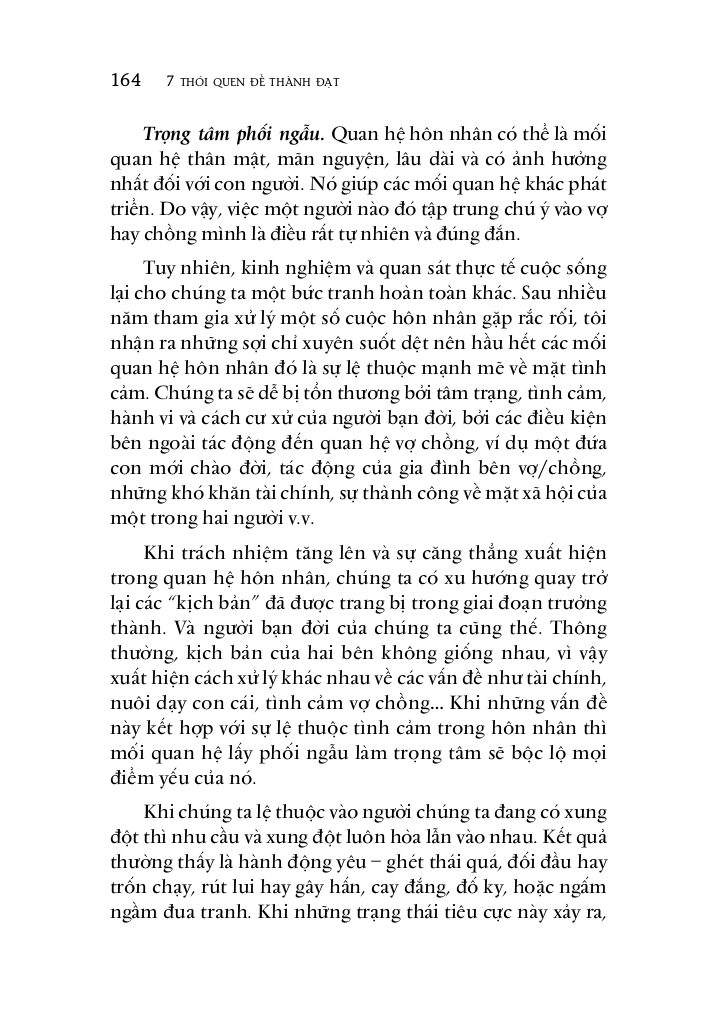 164 7 THÓI QUEN ĐỂ THÀNH ĐẠT
Trọng tâm phối ngẫu. Quan hệ hôn nhân có thể là mối
quan hệ thân mật, mãn nguyện, lâu dài và có ảnh hưởng
nhất đối với con người. Nó giúp các mối quan hệ khác phát
triển. Do vậy, việc một người nào đó tập trung chú ý vào vợ
hay chồng mình là điều rất tự nhiên và đúng đắn.
Tuy nhiên, kinh nghiệm và quan sát thực tế cuộc sống
lại cho chúng ta một bức tranh hoàn toàn khác. Sau nhiều
năm tham gia xử lý một số cuộc hôn nhân gặp rắc rối, tôi
nhận ra những sợi chỉ xuyên suốt dệt nên hầu hết các mối
quan hệ hôn nhân đó là sự lệ thuộc mạnh mẽ về mặt tình
cảm. Chúng ta sẽ dễ bị tổn thương bởi tâm trạng, tình cảm,
hành vi và cách cư xử của người bạn đời, bởi các điều kiện
bên ngoài tác động đến quan hệ vợ chồng, ví dụ một đứa
con mới chào đời, tác động của gia đình bên vợ/chồng,
những khó khăn tài chính, sự thành công về mặt xã hội của
một trong hai người v.v.
Khi trách nhiệm tăng lên và sự căng thẳng xuất hiện
trong quan hệ hôn nhân, chúng ta có xu hướng quay trở
lại các “kịch bản” đã được trang bị trong giai đoạn trưởng
thành. Và người bạn đời của chúng ta cũng thế. Thông
thường, kịch bản của hai bên không giống nhau, vì vậy
xuất hiện cách xử lý khác nhau về các vấn đề như tài chính,
nuôi dạy con cái, tình cảm vợ chồng... Khi những vấn đề
này kết hợp với sự lệ thuộc tình cảm trong hôn nhân thì
mối quan hệ lấy phối ngẫu làm trọng tâm sẽ bộc lộ mọi
điểm yếu của nó.
Khi chúng ta lệ thuộc vào người chúng ta đang có xung
đột thì nhu cầu và xung đột luôn hòa lẫn vào nhau. Kết quả
thường thấy là hành động yêu – ghét thái quá, đối đầu hay
trốn chạy, rút lui hay gây hấn, cay đắng, đố kỵ, hoặc ngấm
ngầm đua tranh. Khi những trạng thái tiêu cực này xảy ra,